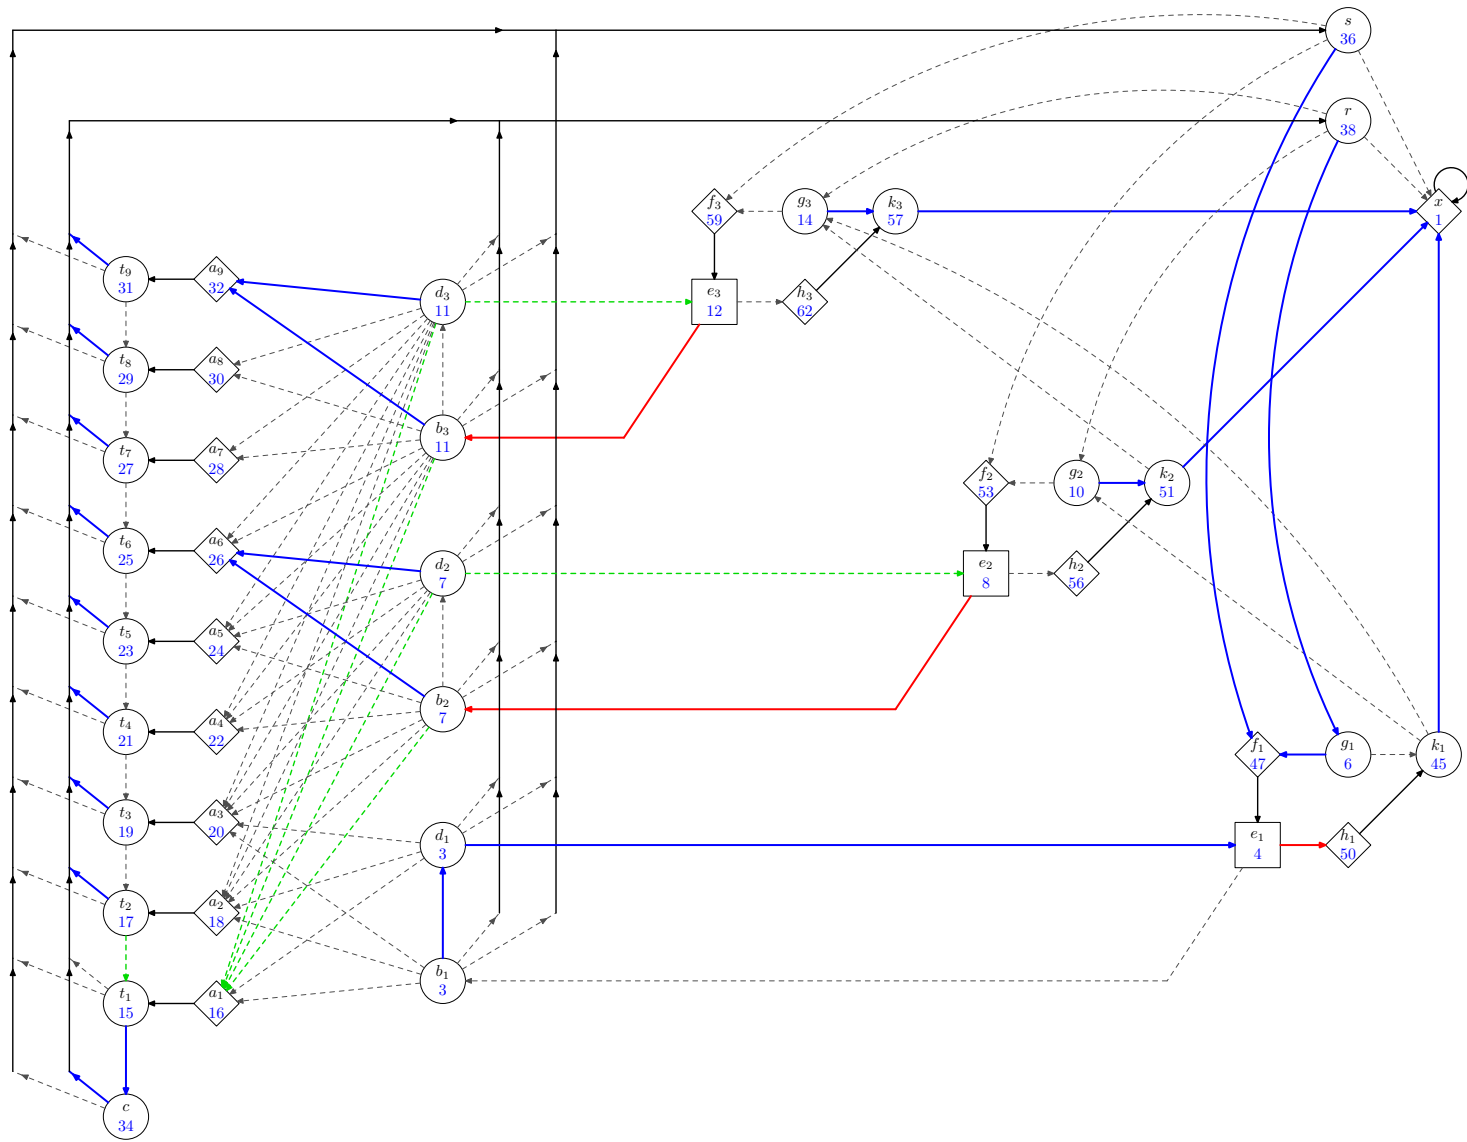 s
36
r
38
x
1
f₃
59
g₃
14
k₃
57
t₉
31
a₉
32
d₃
11
e₃
12
h₃
62
t₈
29
a₈
30
b₃
11
t₇
27
a₇
28
f₂
53
g₂
10
k₂
51
t₆
25
a₆
26
d₂
7
e₂
8
h₂
56
t₅
23
a₅
24
b₂
7
t₄
21
a₄
22
f₁
47
g₁
6
k₁
45
t₃
19
a₃
20
d₁
3
e₁
4
h₁
50
t₂
17
a₂
18
b₁
3
t₁
15
a₁
16
c
34